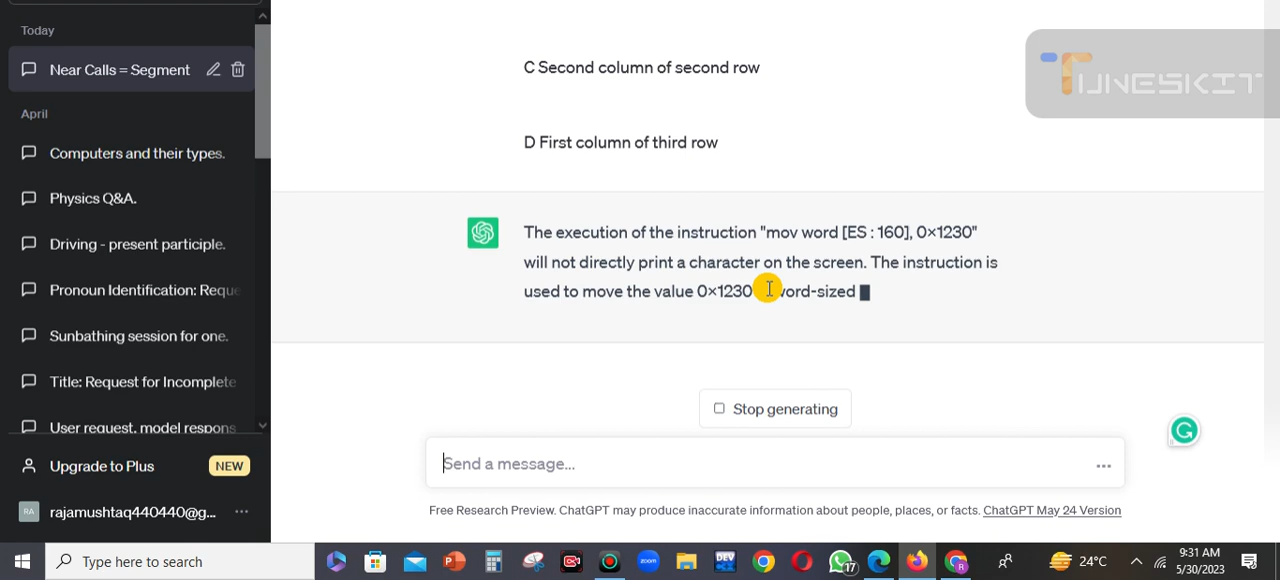 Today
Near Calls = Segment
April
Computers and their types.
Physics Q&A.
Driving - present participle.
Pronoun Identification: Reque
Sunbathing session for one.
Title: Request for Incomplete
User request, model respons
Upgrade to Plus
NEW
RA
rajamushtaq440440@g...
C Second column of second row
D First column of third row
The execution of the instruction "mov word [ES : 160], 0×1230"
will not directly print a character on the screen. The instruction is
used to move the value 0×1230 word-sized
Stop generating
Send a message...
Free Research Preview. ChatGPT may produce inaccurate information about people, places, or facts. ChatGPT May 24 Version
TUNESKIT
Type here to search
zoom
DEV
17
R
24°C
9:31 AM
5/30/2023